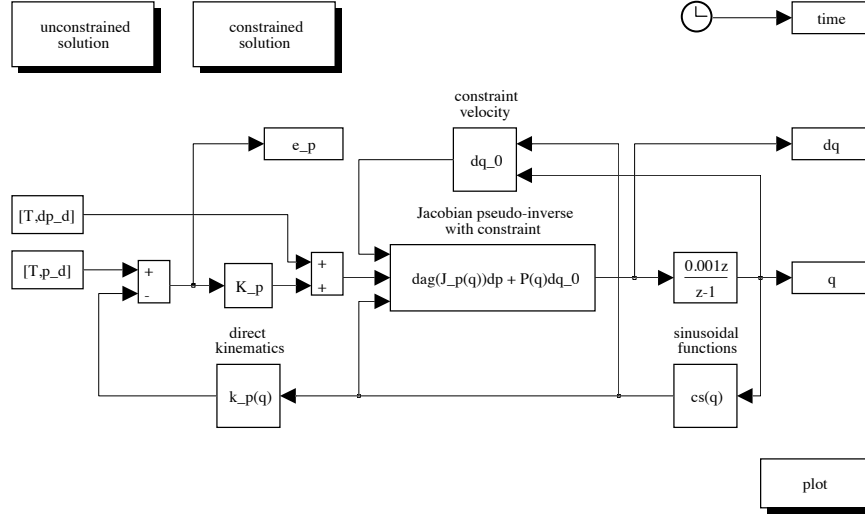 unconstrained
solution
constrained
solution
time
constraint
velocity
e_p
dq_0
dq
[T,dp_d]
Jacobian pseudo-inverse
with constraint
[T,p_d]
+
-
K_p
+
+
dag(J_p(q))dp + P(q)dq_0
0.001z
z-1
q
direct
kinematics
sinusoidal
functions
k_p(q)
cs(q)
plot